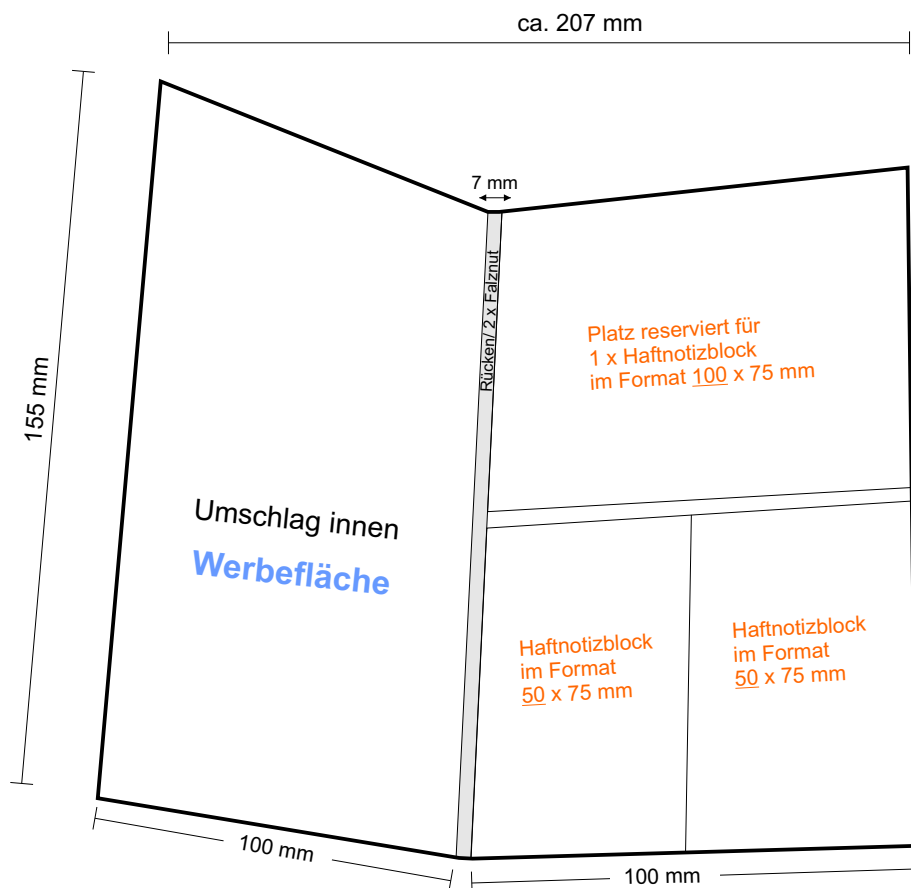 ca. 207 mm
7 mm
155 mm
Rücken/ 2 x Falznut
Platz reserviert für
1 x Haftnotizblock
im Format 100 x 75 mm
Umschlag innen
Werbefläche
Haftnotizblock
im Format
50 x 75 mm
Haftnotizblock
im Format
50 x 75 mm
100 mm
100 mm